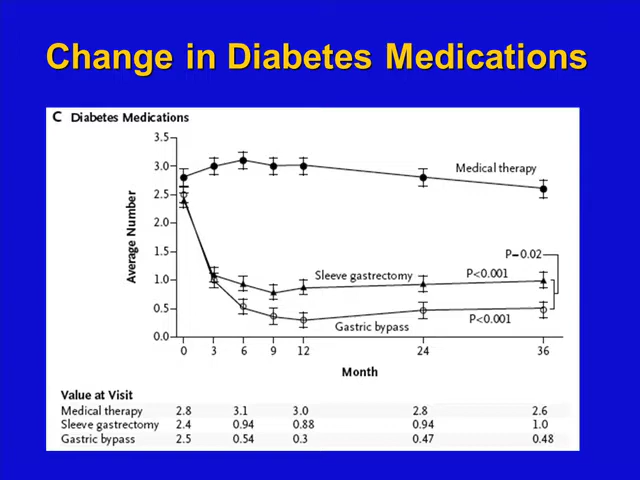 Change in Diabetes Medications
C Diabetes Medications
3.5
3.0
2.5
2.0
1.5
1.0
0.5
0.0
Average Number
Medical therapy
P=0.02
Sleeve gastrectomy
P<0.001
P<0.001
Gastric bypass
0 3 6 9 12 24 36
Month
Value at Visit
Medical therapy 2.8 3.1 3.0 2.8 2.6
Sleeve gastrectomy 2.4 0.94 0.88 0.94 1.0
Gastric bypass 2.5 0.54 0.3 0.47 0.48